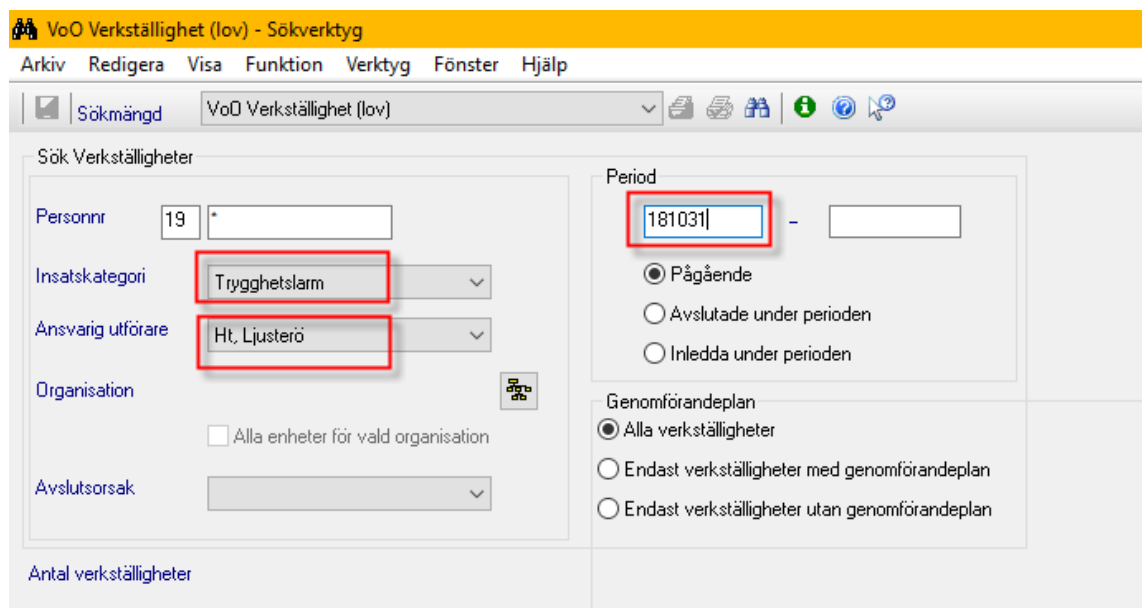 VoO Verkställighet (lov) - Sökverktyg
Arkiv Redigera Visa Funktion Verktyg Fönster Hjälp
Sökmängd VoO Verkställighet (lov)
Sök Verkställigheter
Personnr 19 *
Insatskategori Trygghetslarm
Ansvarig utförare Ht, Ljusterö
Organisation
Alla enheter för vald organisation
Avslutsorsak
Period
181031 -
Pågående
Avslutade under perioden
Inledda under perioden
Genomförandeplan
Alla verkställigheter
Endast verkställigheter med genomförandeplan
Endast verkställigheter utan genomförandeplan
Antal verkställigheter